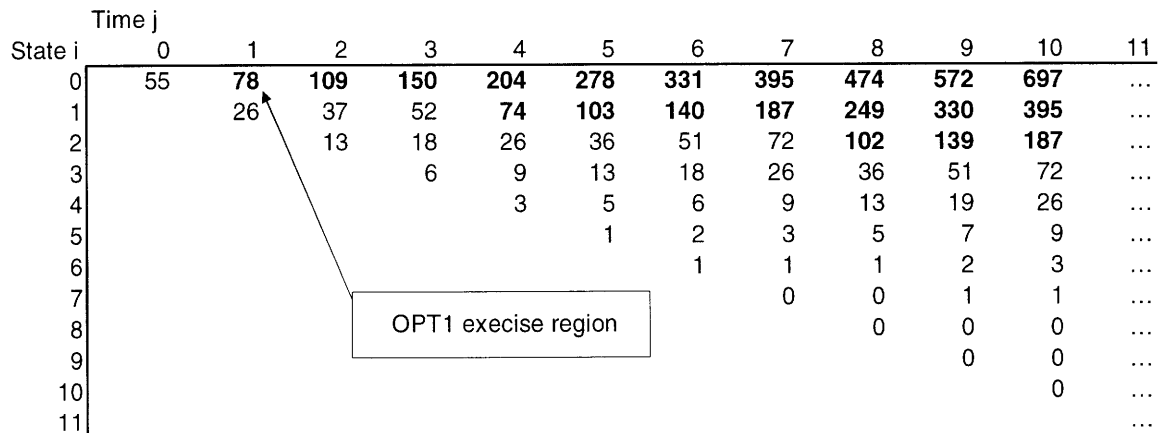 Time j
State i 0 1 2 3 4 5 6 7 8 9 10 11
0 55 78 109 150 204 278 331 395 474 572 697 ...
1 26 37 52 74 103 140 187 249 330 395 ...
2 13 18 26 36 51 72 102 139 187 ...
3 6 9 13 18 26 36 51 72 ...
4 3 5 6 9 13 19 26 ...
5 1 2 3 5 7 9 ...
6 1 1 1 2 3 ...
7 0 0 1 1 ...
8 0 0 0 ...
OPT1 execise region
9 0 0 ...
10 0 ...
11 ...